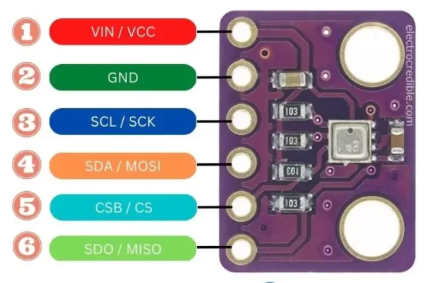 1 VIN / VCC
2 GND
3 SCL / SCK
4 SDA / MOSI
5 CSB / CS
6 SDO / MISO
103
103
103
103
electrocredible.com